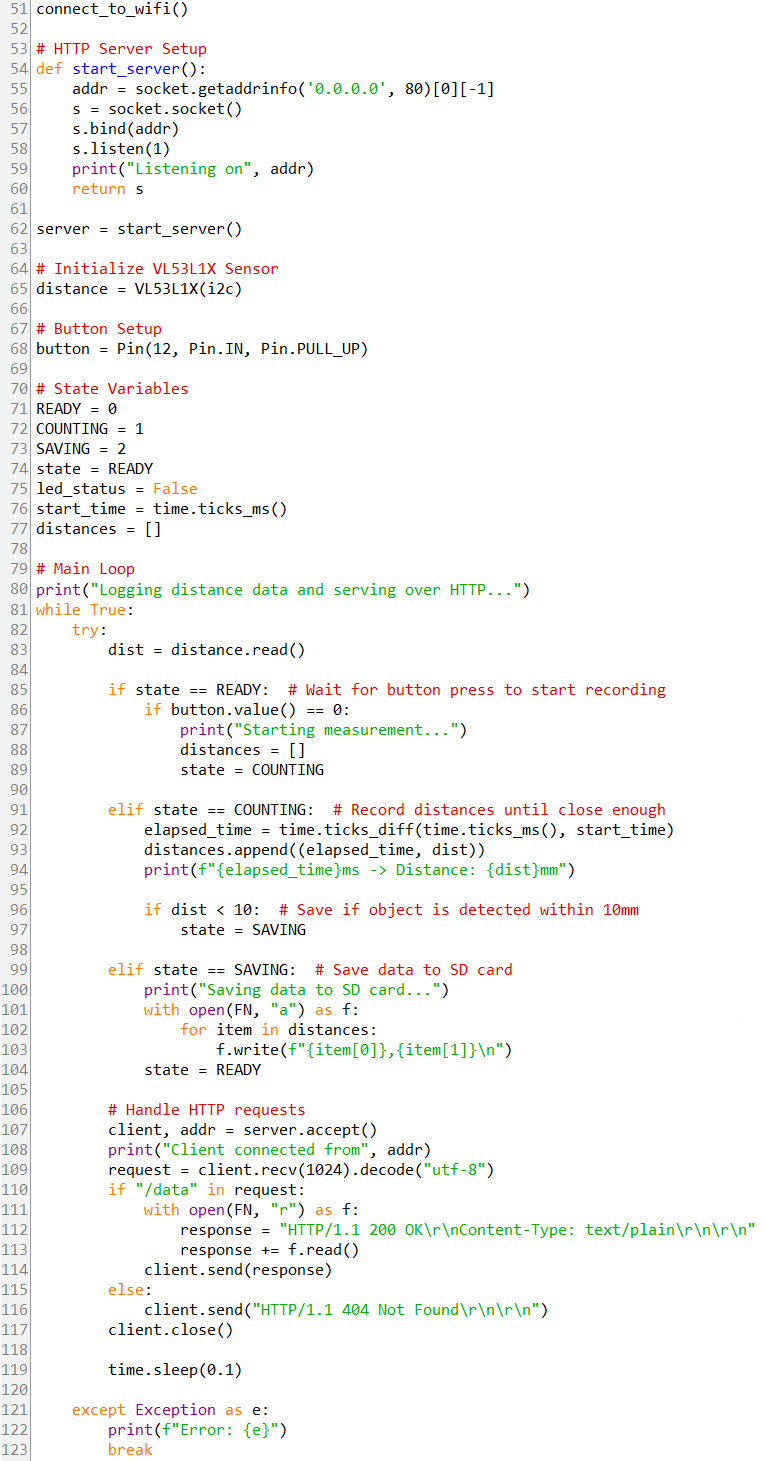 51 connect_to_wifi()
52
53 # HTTP Server Setup
54 def start_server():
55     addr = socket.getaddrinfo('0.0.0.0', 80)[0][-1]
56     s = socket.socket()
57     s.bind(addr)
58     s.listen(1)
59     print("Listening on", addr)
60     return s
61
62 server = start_server()
63
64 # Initialize VL53L1X Sensor
65 distance = VL53L1X(i2c)
66
67 # Button Setup
68 button = Pin(12, Pin.IN, Pin.PULL_UP)
69
70 # State Variables
71 READY = 0
72 COUNTING = 1
73 SAVING = 2
74 state = READY
75 led_status = False
76 start_time = time.ticks_ms()
77 distances = []
78
79 # Main Loop
80 print("Logging distance data and serving over HTTP...")
81 while True:
82     try:
83         dist = distance.read()
84
85         if state == READY:  # Wait for button press to start recording
86             if button.value() == 0:
87                 print("Starting measurement...")
88                 distances = []
89                 state = COUNTING
90
91         elif state == COUNTING:  # Record distances until close enough
92             elapsed_time = time.ticks_diff(time.ticks_ms(), start_time)
93             distances.append((elapsed_time, dist))
94             print(f"{elapsed_time}ms -> Distance: {dist}mm")
95
96             if dist < 10:  # Save if object is detected within 10mm
97                 state = SAVING
98
99         elif state == SAVING:  # Save data to SD card
100             print("Saving data to SD card...")
101             with open(FN, "a") as f:
102                 for item in distances:
103                     f.write(f"{item[0]},{item[1]}\n")
104             state = READY
105
106         # Handle HTTP requests
107         client, addr = server.accept()
108         print("Client connected from", addr)
109         request = client.recv(1024).decode("utf-8")
110         if "/data" in request:
111             with open(FN, "r") as f:
112                 response = "HTTP/1.1 200 OK\r\nContent-Type: text/plain\r\n\r\n"
113                 response += f.read()
114             client.send(response)
115         else:
116             client.send("HTTP/1.1 404 Not Found\r\n\r\n")
117         client.close()
118
119         time.sleep(0.1)
120
121     except Exception as e:
122         print(f"Error: {e}")
123         break